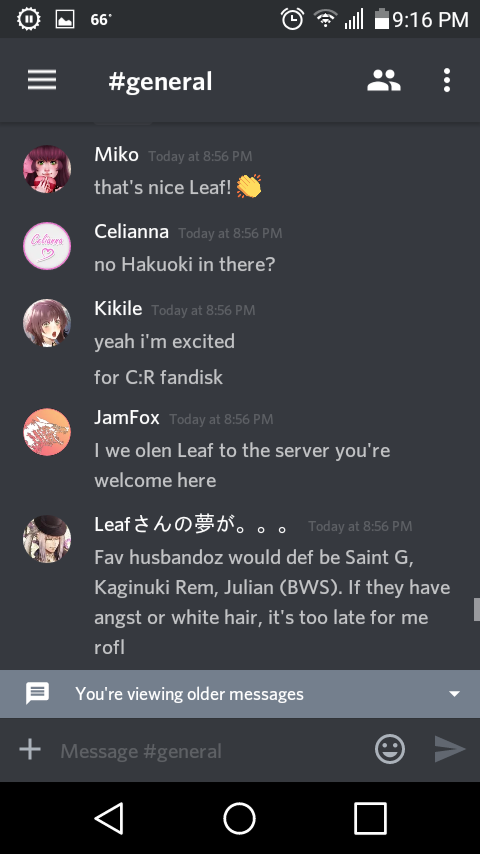 66°
9:16 PM
#general
Miko Today at 8:56 PM
that's nice Leaf! 👏
Celianna
Celianna Today at 8:56 PM
no Hakuoki in there?
Kikile Today at 8:56 PM
yeah i'm excited
for C:R fandisk
JamFox Today at 8:56 PM
I we olen Leaf to the server you're
welcome here
Leafさんの夢が。。。 Today at 8:56 PM
Fav husbandoz would def be Saint G,
Kaginuki Rem, Julian (BWS). If they have
angst or white hair, it's too late for me
rofl
You're viewing older messages
Message #general